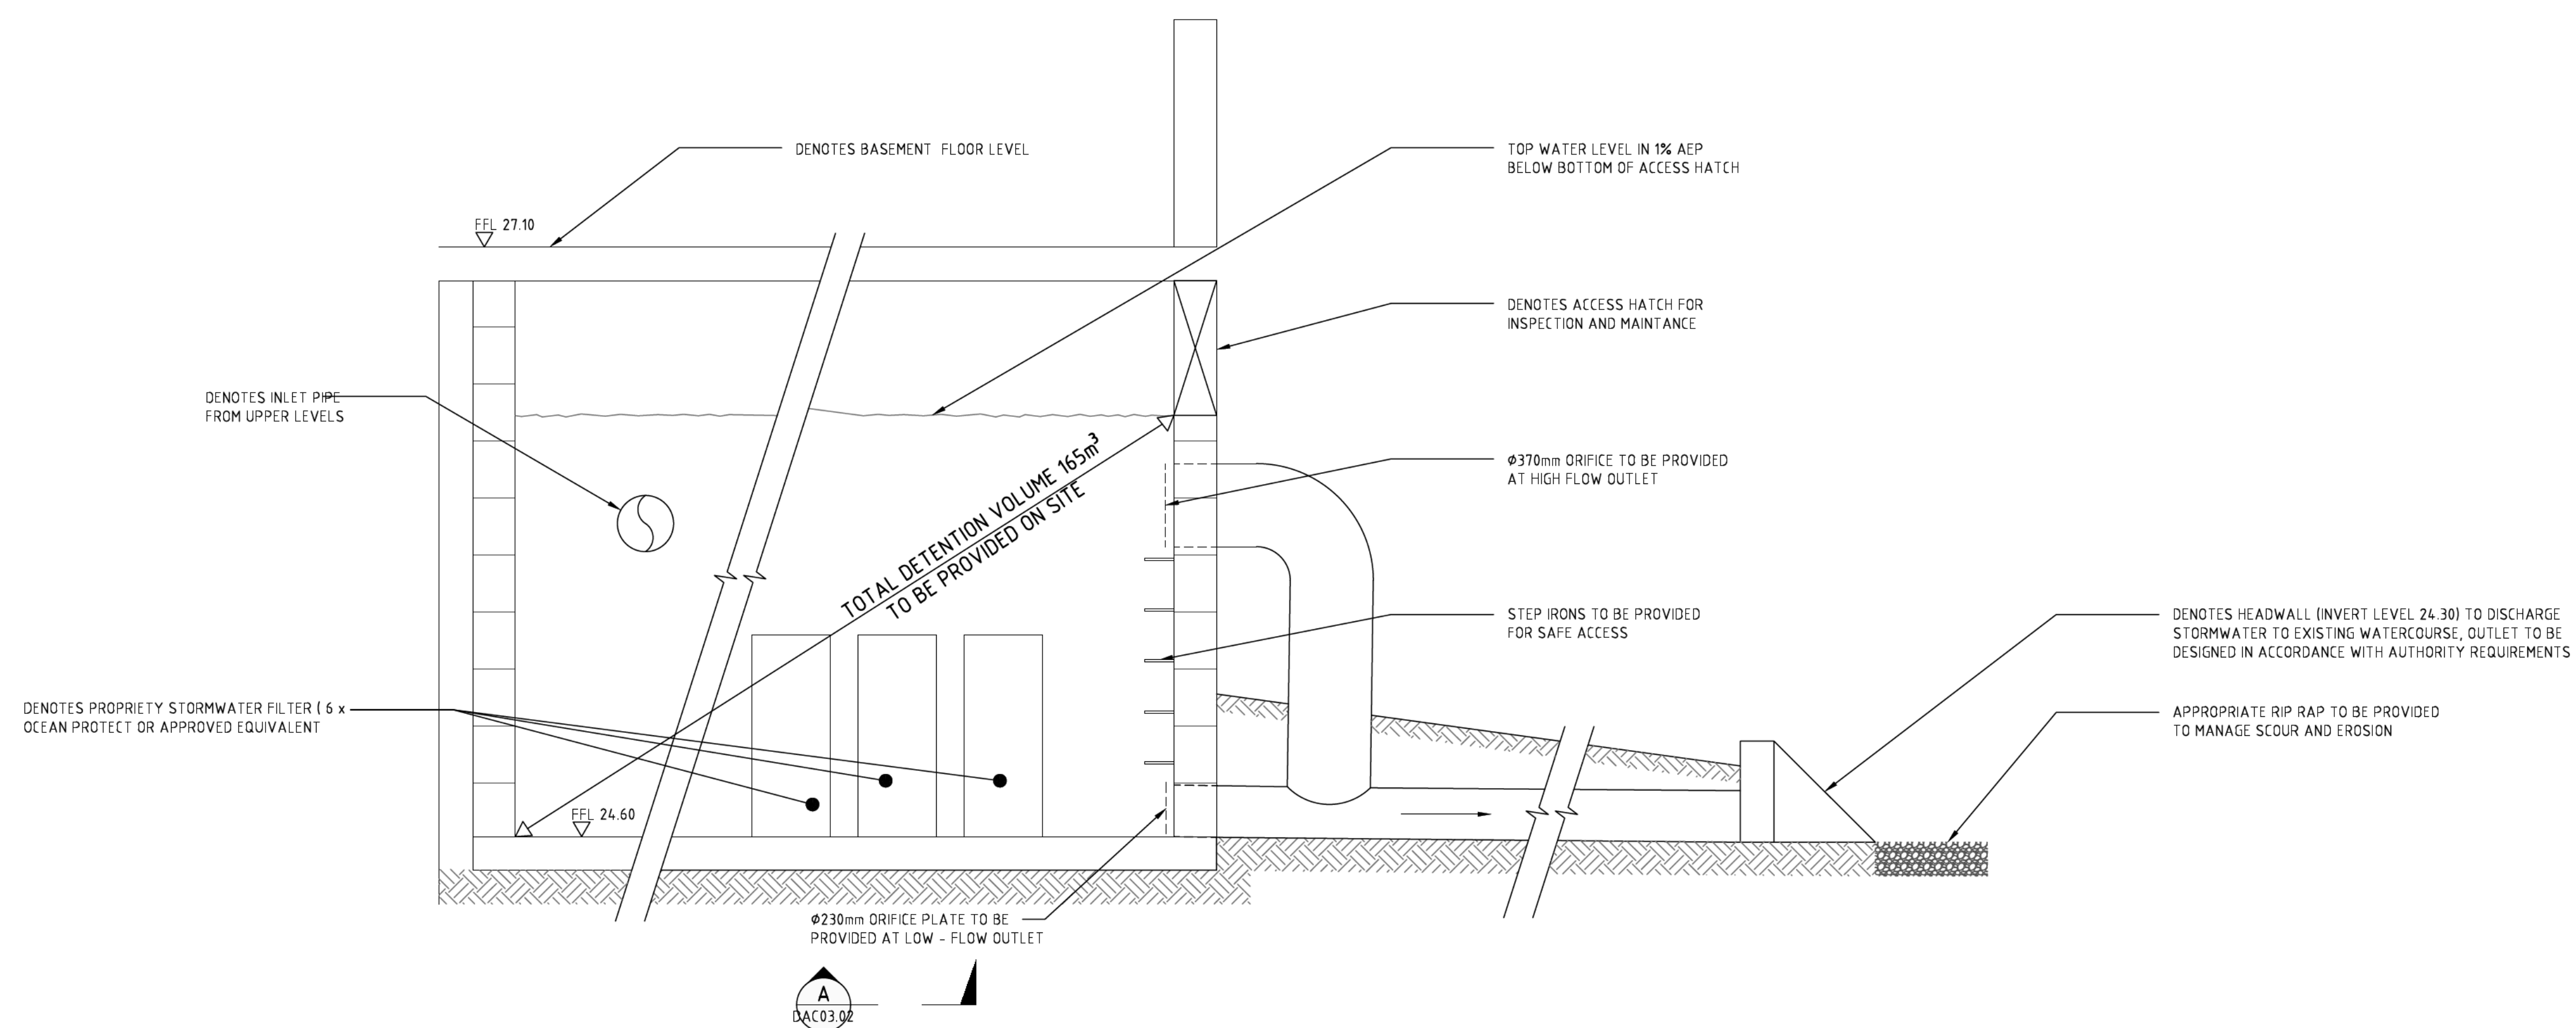 DENOTES BASEMENT FLOOR LEVEL
TOP WATER LEVEL IN 1% AEP
BELOW BOTTOM OF ACCESS HATCH
FFL 27.10
DENOTES ACCESS HATCH FOR
INSPECTION AND MAINTANCE
DENOTES INLET PIPE
FROM UPPER LEVELS
TOTAL DETENTION VOLUME 165m³
TO BE PROVIDED ON SITE
Ø370mm ORIFICE TO BE PROVIDED
AT HIGH FLOW OUTLET
STEP IRONS TO BE PROVIDED
FOR SAFE ACCESS
DENOTES HEADWALL (INVERT LEVEL 24.30) TO DISCHARGE
STORMWATER TO EXISTING WATERCOURSE, OUTLET TO BE
DESIGNED IN ACCORDANCE WITH AUTHORITY REQUIREMENTS
DENOTES PROPRIETY STORMWATER FILTER ( 6 x
OCEAN PROTECT OR APPROVED EQUIVALENT
APPROPRIATE RIP RAP TO BE PROVIDED
TO MANAGE SCOUR AND EROSION
FFL 24.60
Ø230mm ORIFICE PLATE TO BE
PROVIDED AT LOW - FLOW OUTLET
A
DAC03.02